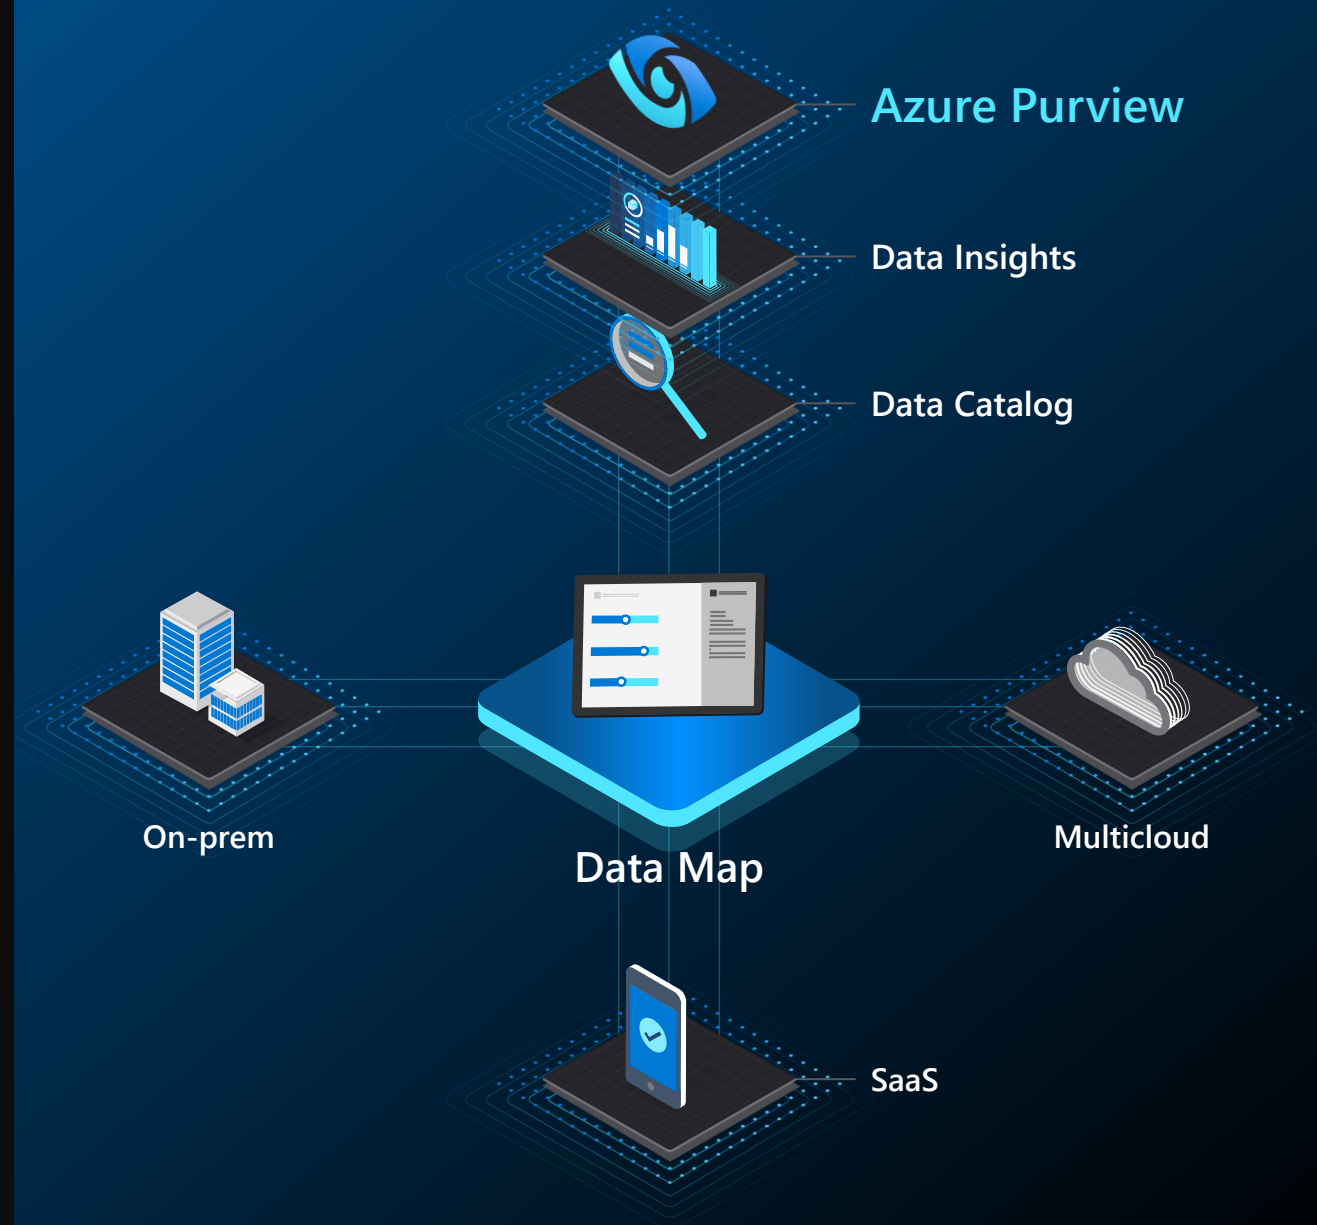 Azure Purview
Data Insights
Data Catalog
On-prem
Multicloud
Data Map
SaaS